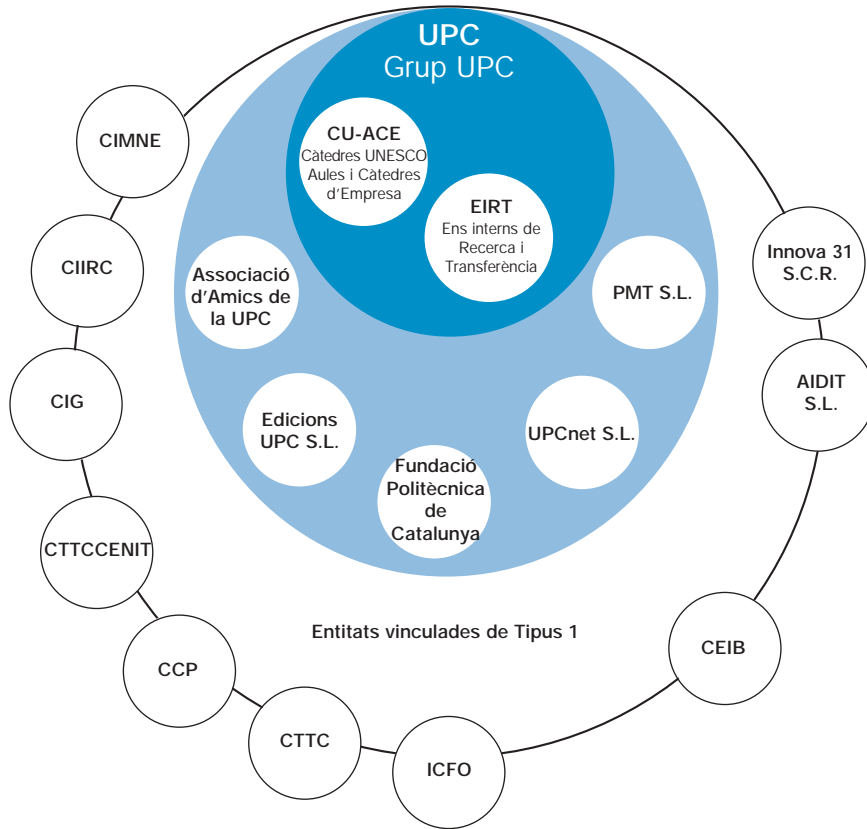 UPC
Grup UPC
CU-ACE
Càtedres UNESCO
Aules i Càtedres
d'Empresa
EIRT
Ens interns de
Recerca i
Transferència
CIMNE
CIIRC
CIG
CTTCCENIT
CCP
CTTC
ICFO
CEIB
AIDIT
S.L.
Innova 31
S.C.R.
Associació
d'Amics de
la UPC
Edicions
UPC S.L.
Fundació
Politècnica
de
Catalunya
UPCnet S.L.
PMT S.L.
Entitats vinculades de Tipus 1